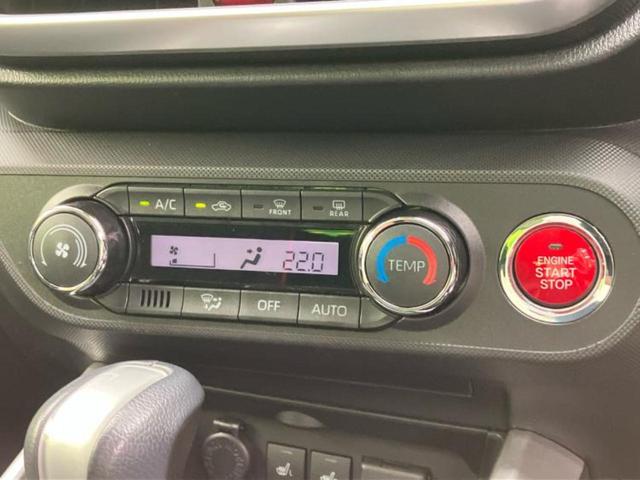 A/C
FRONT
REAR
22.0
TEMP
ENGINE
START
STOP
OFF
AUTO